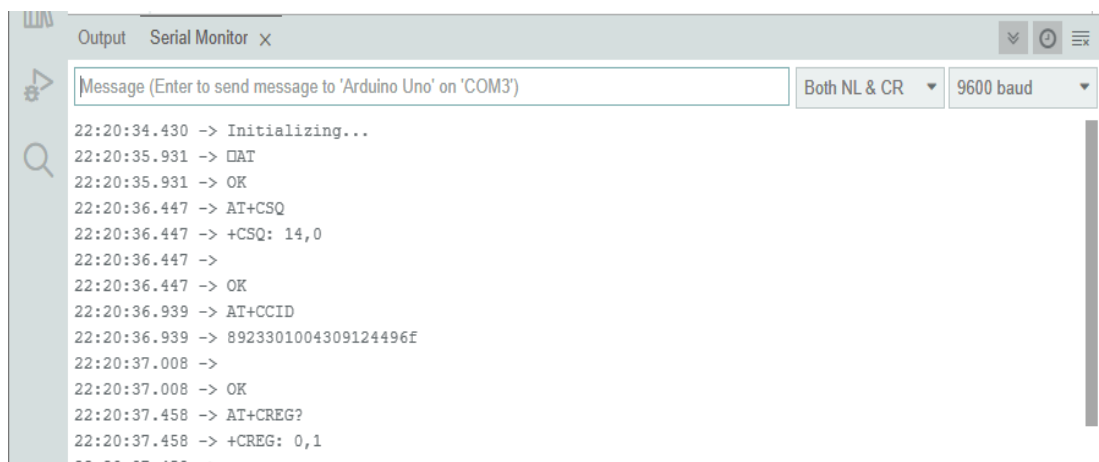 Output Serial Monitor ×
Message (Enter to send message to 'Arduino Uno' on 'COM3') Both NL & CR 9600 baud
22:20:34.430 -> Initializing...
22:20:35.931 -> □AT
22:20:35.931 -> OK
22:20:36.447 -> AT+CSQ
22:20:36.447 -> +CSQ: 14,0
22:20:36.447 ->
22:20:36.447 -> OK
22:20:36.939 -> AT+CCID
22:20:36.939 -> 8923301004309124496f
22:20:37.008 ->
22:20:37.008 -> OK
22:20:37.458 -> AT+CREG?
22:20:37.458 -> +CREG: 0,1